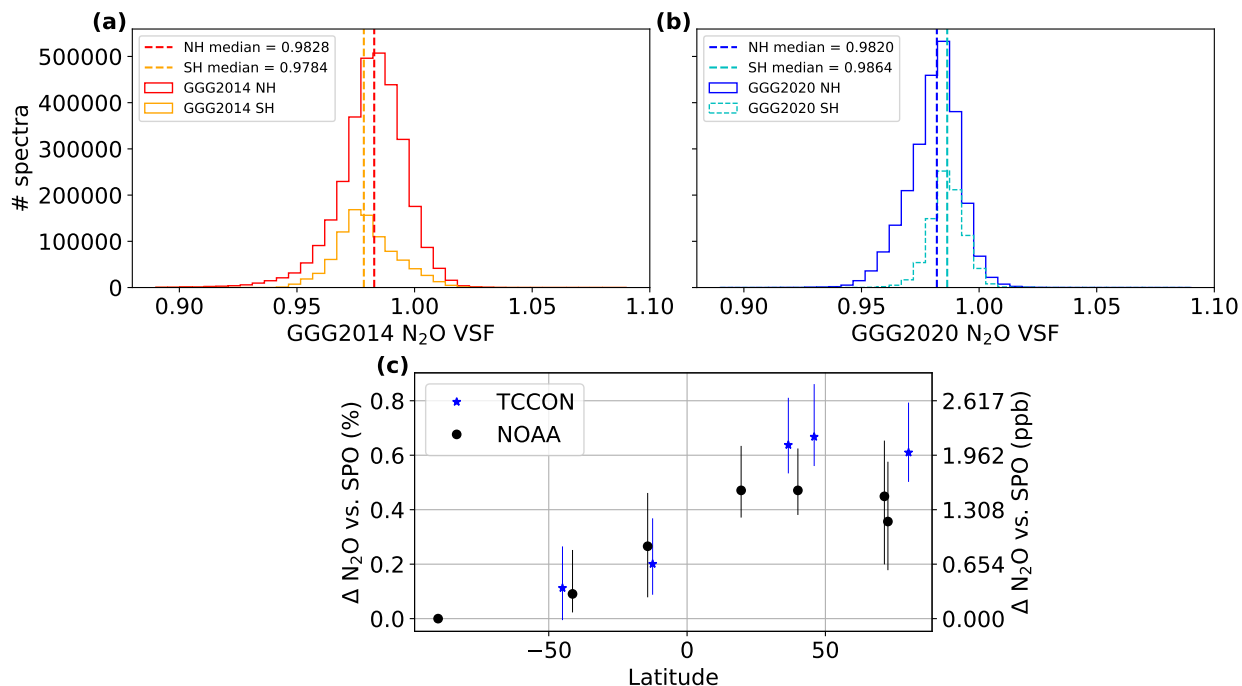 (a)
NH median = 0.9828
SH median = 0.9784
GGG2014 NH
GGG2014 SH
# spectra
500000
400000
300000
200000
100000
0
0.90 0.95 1.00 1.05 1.10
GGG2014 N₂O VSF
(b)
NH median = 0.9820
SH median = 0.9864
GGG2020 NH
GGG2020 SH
0.90 0.95 1.00 1.05 1.10
GGG2020 N₂O VSF
(c)
TCCON
NOAA
Δ N₂O vs. SPO (%)
0.8
0.6
0.4
0.2
0.0
2.617
1.962
1.308
0.654
0.000
Δ N₂O vs. SPO (ppb)
−50 0 50
Latitude